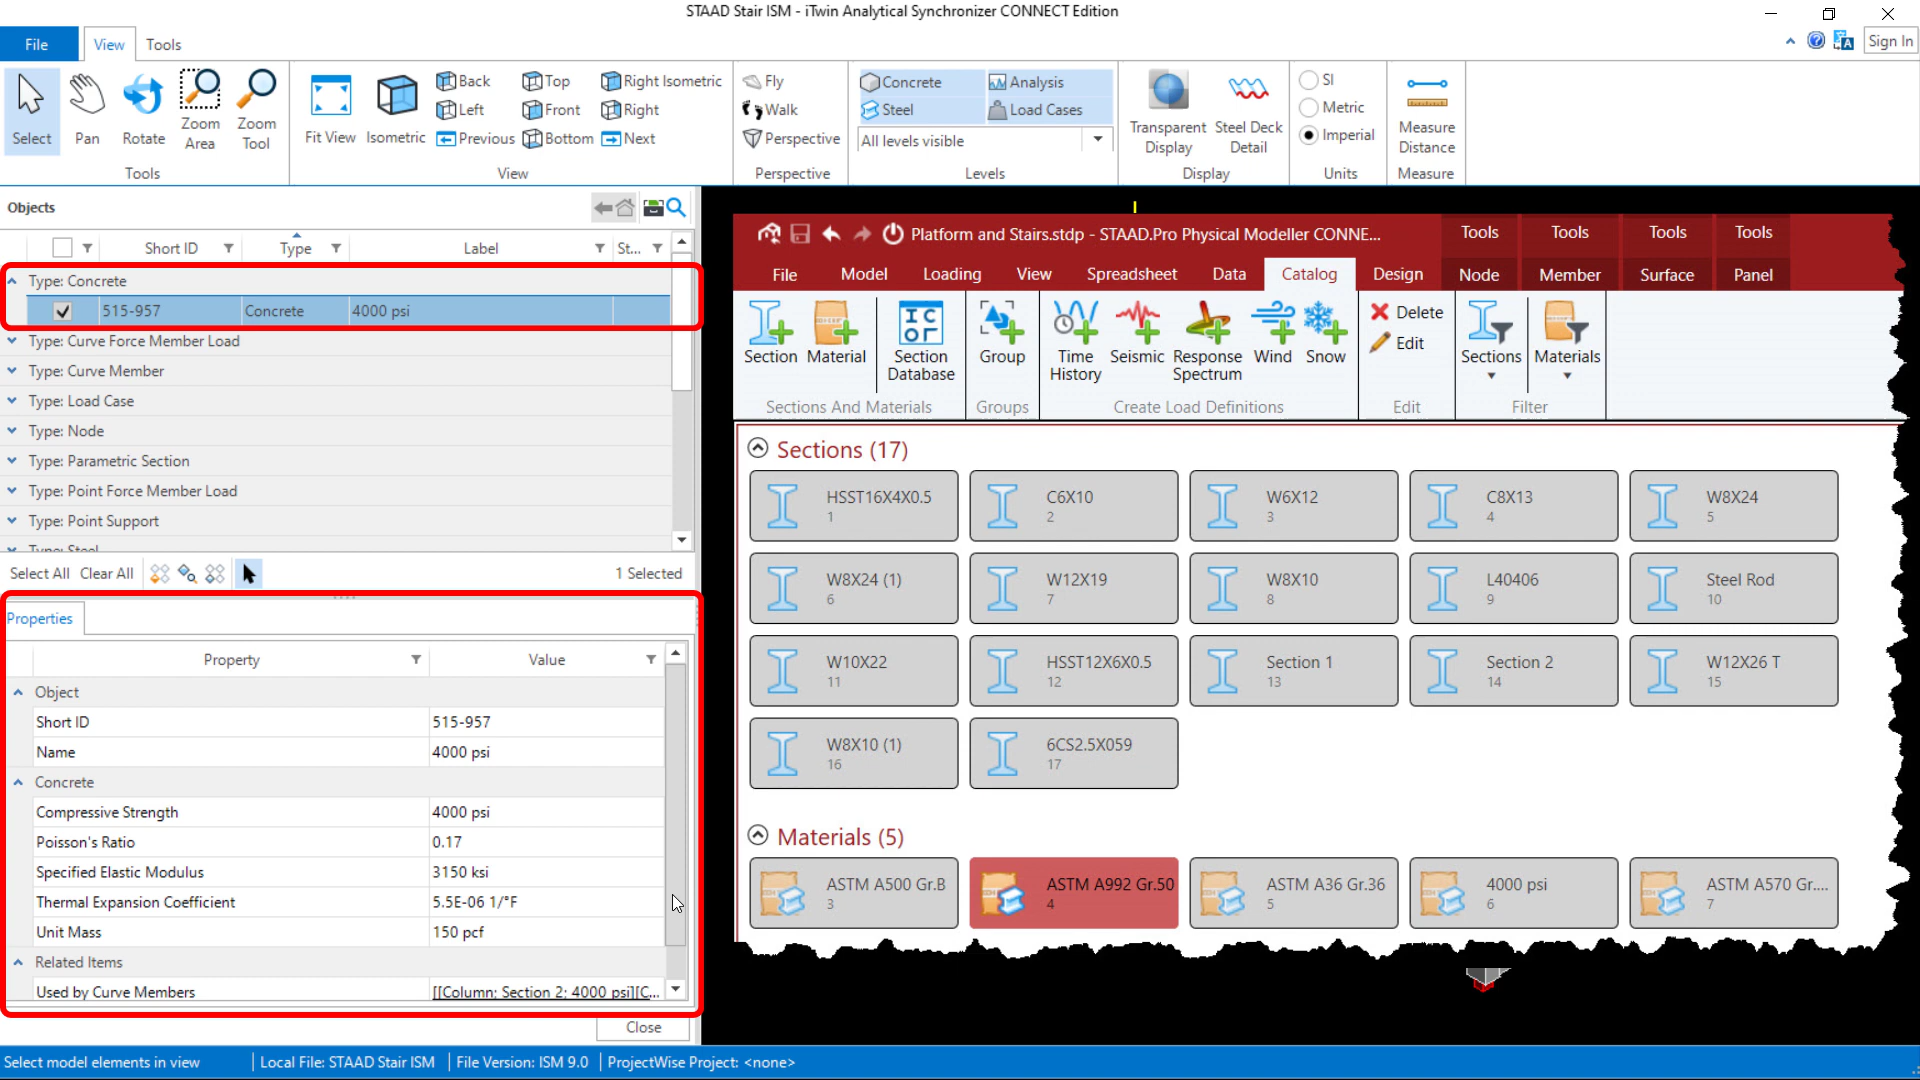 STAAD Stair ISM - iTwin Analytical Synchronizer CONNECT Edition
File View Tools
Sign In
Select
Pan
Rotate
Zoom Area
Zoom Tool
Tools
Fit View
Isometric
Back Top Right Isometric
Left Front Right
Previous Bottom Next
View
Fly
Walk
Perspective
Perspective
Concrete Analysis
Steel Load Cases
All levels visible
Levels
Transparent Display
Steel Deck Detail
Display
SI
Metric
Imperial
Units
Measure Distance
Measure
Objects
Short ID Type Label St...
Type: Concrete
515-957 Concrete 4000 psi
Type: Curve Force Member Load
Type: Curve Member
Type: Load Case
Type: Node
Type: Parametric Section
Type: Point Force Member Load
Type: Point Support
Type: Steel
Select All Clear All 1 Selected
Properties
Property Value
Object
Short ID 515-957
Name 4000 psi
Concrete
Compressive Strength 4000 psi
Poisson's Ratio 0.17
Specified Elastic Modulus 3150 ksi
Thermal Expansion Coefficient 5.5E-06 1/°F
Unit Mass 150 pcf
Related Items
Used by Curve Members [[Column; Section 2; 4000 psi][C...
Close
Platform and Stairs.stdp - STAAD.Pro Physical Modeller CONNE...
Tools Tools Tools Tools
File Model Loading View Spreadsheet Data Catalog Design Node Member Surface Panel
Section
Material
IC
OΓ
Section Database
Sections And Materials
Group
Groups
Time History
Seismic
Response Spectrum
Wind
Snow
Create Load Definitions
Delete
Edit
Edit
Sections
Materials
Filter
Sections (17)
HSST16X4X0.5 C6X10 W6X12 C8X13 W8X24
1 2 3 4 5
W8X24 (1) W12X19 W8X10 L40406 Steel Rod
6 7 8 9 10
W10X22 HSST12X6X0.5 Section 1 Section 2 W12X26 T
11 12 13 14 15
W8X10 (1) 6CS2.5X059
16 17
Materials (5)
ASTM A500 Gr.B ASTM A992 Gr.50 ASTM A36 Gr.36 4000 psi ASTM A570 Gr....
3 4 5 6 7
Select model elements in view Local File: STAAD Stair ISM File Version: ISM 9.0 ProjectWise Project: <none>